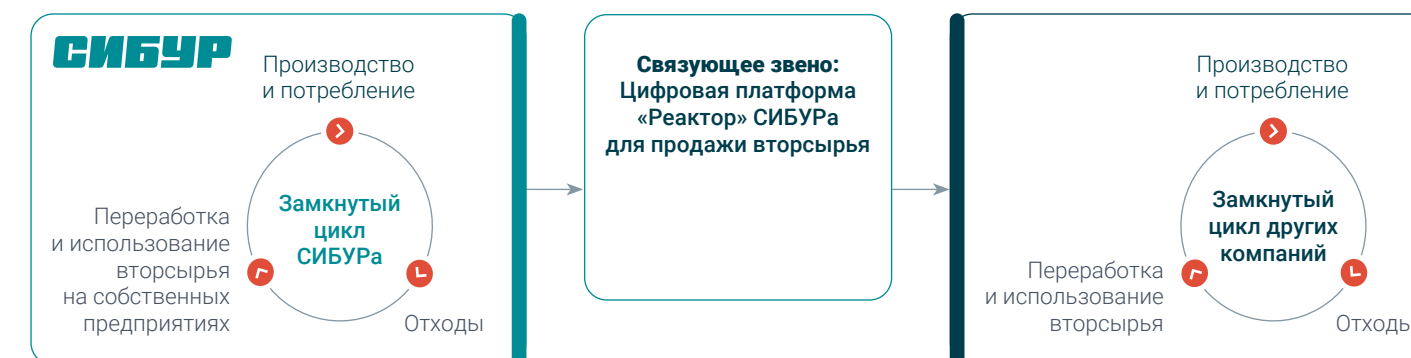 СИБУР
Производство
и потребление
Замкнутый
цикл
СИБУРа
Переработка
и использование
вторсырья
на собственных
предприятиях
Отходы
Связующее звено:
Цифровая платформа
«Реактор» СИБУРа
для продажи вторсырья
Производство
и потребление
Замкнутый
цикл других
компаний
Переработка
и использование
вторсырья
Отходы